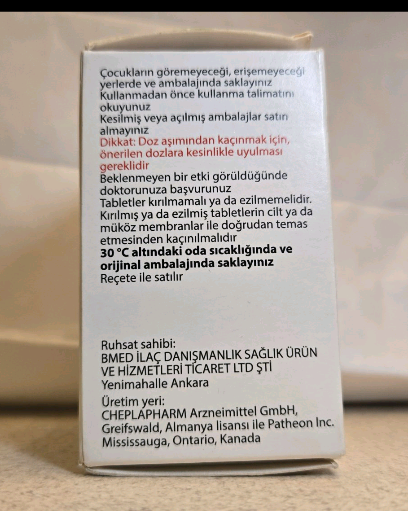 Çocukların göremeyeceği, erişemeyeceği
yerlerde ve ambalajında saklayınız
Kullanmadan önce kullanma talimatını
okuyunuz
Kesilmiş veya açılmış ambalajlar satın
almayınız
Dikkat: Doz aşımından kaçınmak için,
önerilen dozlara kesinlikle uyulması
gereklidir
Beklenmeyen bir etki görüldüğünde
doktorunuza başvurunuz
Tabletler kırılmamalı ya da ezilmemelidir.
Kırılmış ya da ezilmiş tabletlerin cilt ya da
müköz membranlar ile doğrudan temas
etmesinden kaçınılmalıdır
30 °C altındaki oda sıcaklığında ve
orijinal ambalajında saklayınız
Reçete ile satılır
Ruhsat sahibi:
BMED İLAÇ DANIŞMANLIK SAĞLIK ÜRÜN
VE HİZMETLERİ TİCARET LTD ŞTİ
Yenimahalle Ankara
Üretim yeri:
CHEPLAPHARM Arzneimittel GmbH,
Greifswald, Almanya lisansı ile Patheon Inc.
Mississauga, Ontario, Kanada